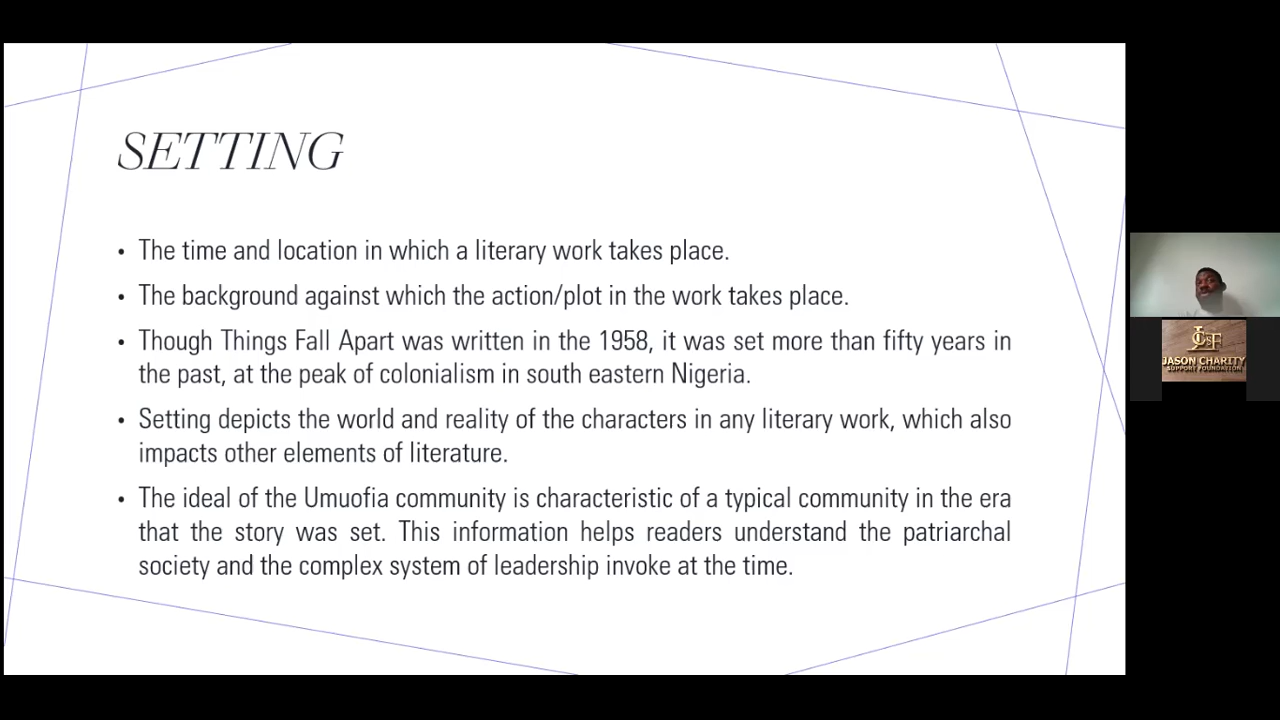 SETTING
• The time and location in which a literary work takes place.
• The background against which the action/plot in the work takes place.
• Though Things Fall Apart was written in the 1958, it was set more than fifty years in
the past, at the peak of colonialism in south eastern Nigeria.
• Setting depicts the world and reality of the characters in any literary work, which also
impacts other elements of literature.
• The ideal of the Umuofia community is characteristic of a typical community in the era
that the story was set. This information helps readers understand the patriarchal
society and the complex system of leadership invoke at the time.
JCSF
JASON CHARITY
SUPPORT FOUNDATION